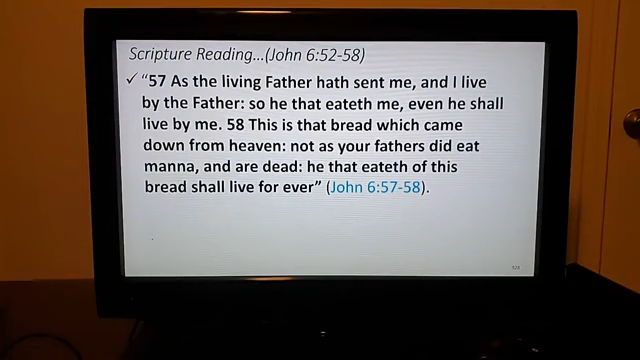 Scripture Reading...(John 6:52-58)
✓ “57 As the living Father hath sent me, and I live
by the Father: so he that eateth me, even he shall
live by me. 58 This is that bread which came
down from heaven: not as your fathers did eat
manna, and are dead: he that eateth of this
bread shall live for ever” (John 6:57-58).